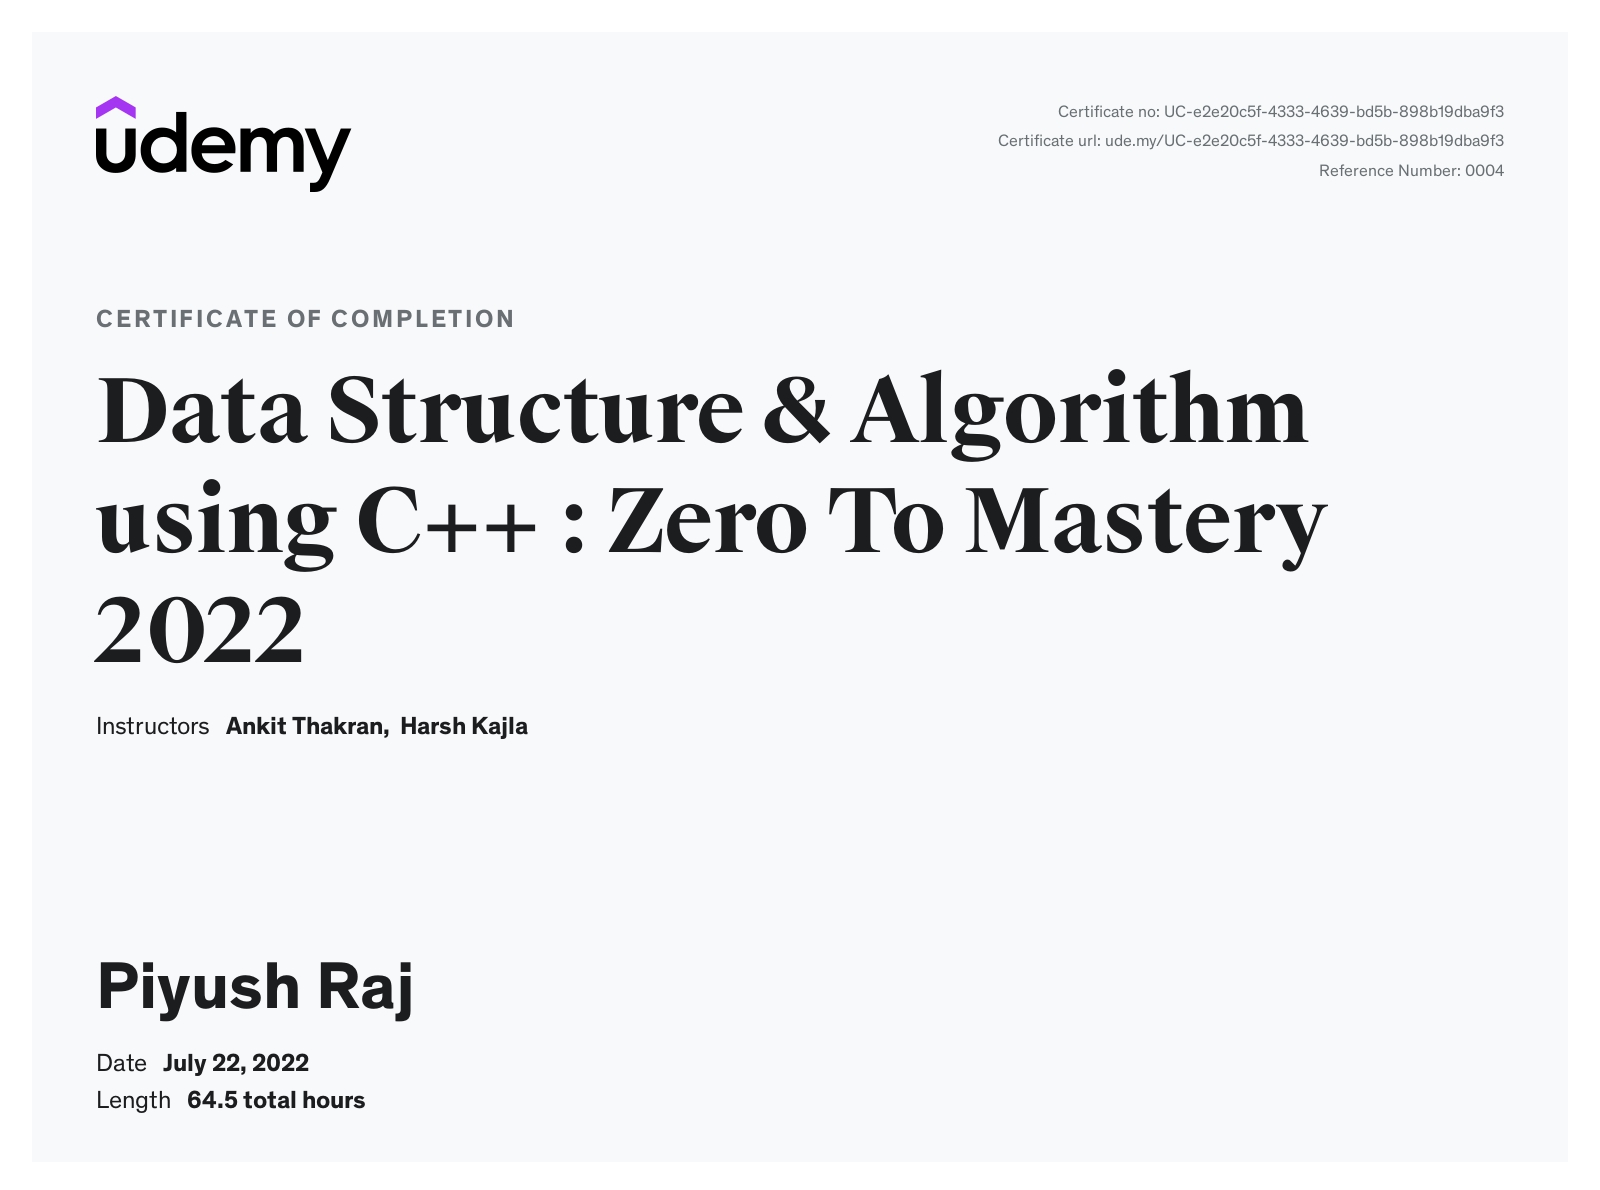 udemy
Certificate no: UC-e2e20c5f-4333-4639-bd5b-898b19dba9f3
Certificate url: ude.my/UC-e2e20c5f-4333-4639-bd5b-898b19dba9f3
Reference Number: 0004
CERTIFICATE OF COMPLETION
Data Structure & Algorithm
using C++ : Zero To Mastery
2022
Instructors Ankit Thakran, Harsh Kajla
Piyush Raj
Date July 22, 2022
Length 64.5 total hours